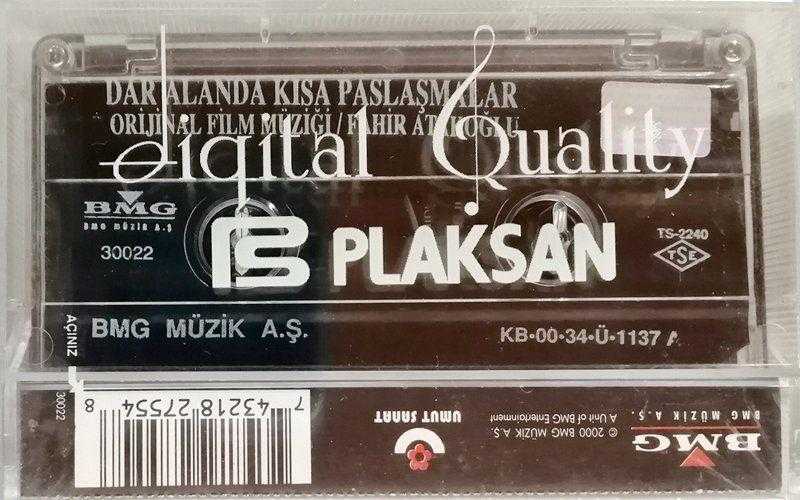 DAR ALANDA KISA PASLAŞMALAR
ORİJİNAL FİLM MÜZİĞİ / FAHİR ATAKOĞLU
digital Quality
BMG
BMG MÜZİK A.Ş
30022
PLAKSAN
TS-2240
TSE
BMG MÜZİK A.Ş.
KB·00·34·Ü·1137 A
AÇINIZ
30022
7 43218 27554 8
UMUT SANAT
© 2000 BMG MÜZİK A.Ş.
A Unit of BMG Entertainment
BMG
BMG MÜZİK A.Ş.